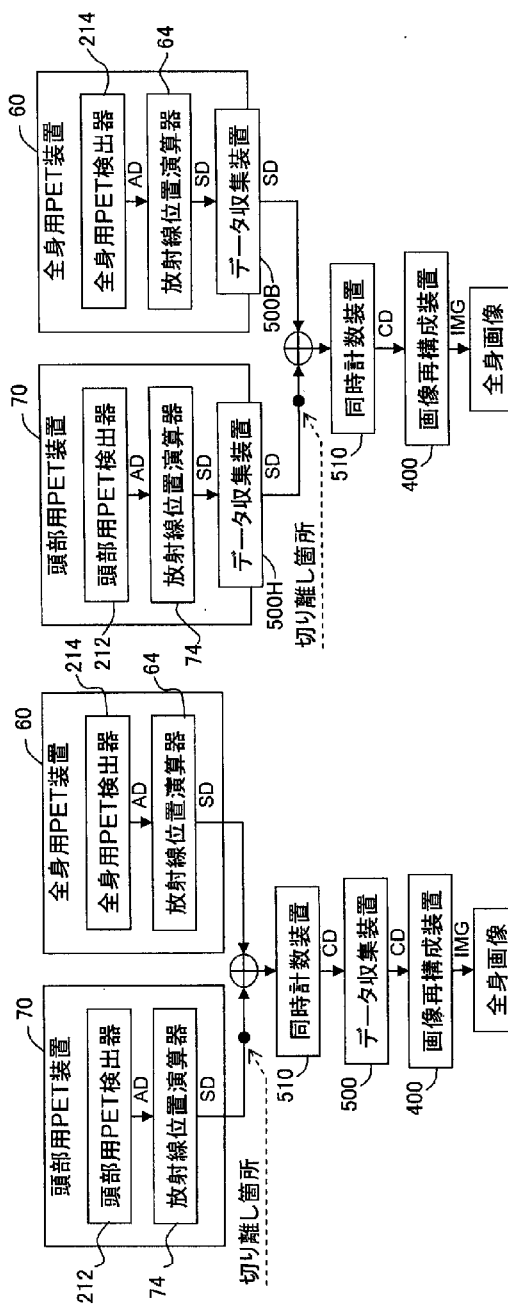 70
頭部用PET装置
頭部用PET検出器
212
AD
放射線位置演算器
74
SD
60
全身用PET装置
214
全身用PET検出器
AD
64
放射線位置演算器
SD
切り離し箇所
同時計数装置
510
CD
データ収集装置
500
CD
画像再構成装置
400
IMG
全身画像
70
頭部用PET装置
頭部用PET検出器
212
AD
放射線位置演算器
74
SD
データ収集装置
500H
SD
60
全身用PET装置
214
全身用PET検出器
AD
64
放射線位置演算器
SD
データ収集装置
500B
SD
切り離し箇所
同時計数装置
510
CD
画像再構成装置
400
IMG
全身画像